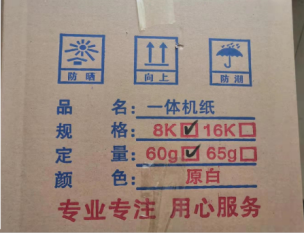 防晒 向上 防潮
品 名：一体机纸
规 格：8K☑16K☐
定 量：60g☑65g☐
颜 色：原白
专业专注 用心服务